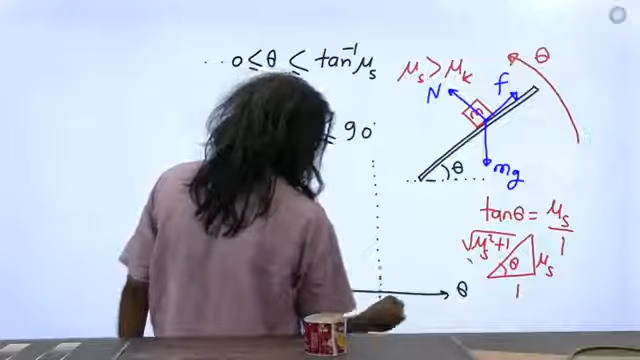 ..0 ≤ θ ≤ tan⁻¹μₛ
≤ 90°
μₛ > μₖ
θ
N
f
m
mg
θ
tanθ = μₛ/1
√μₛ²+1
θ
μₛ
1
θ